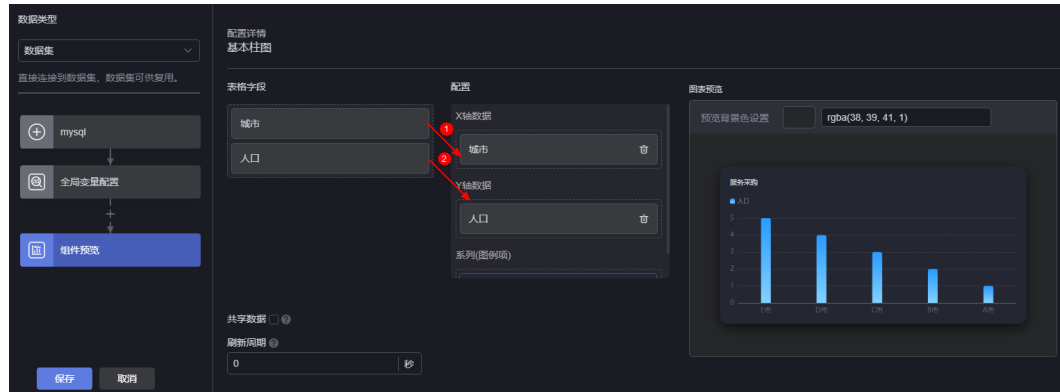 数据类型
数据集
直接连接到数据集，数据集可供复用。
mysql
全局变量配置
组件预览
保存
取消
配置详情
基本柱图
表格字段
城市
人口
配置
X轴数据
1
城市
2
Y轴数据
人口
系列(图例项)
共享数据
刷新周期
0
秒
图表预览
预览背景色设置
rgba(38, 39, 41, 1)
服务采购
人口
5
4
3
2
1
0
E市
D市
C市
B市
A市